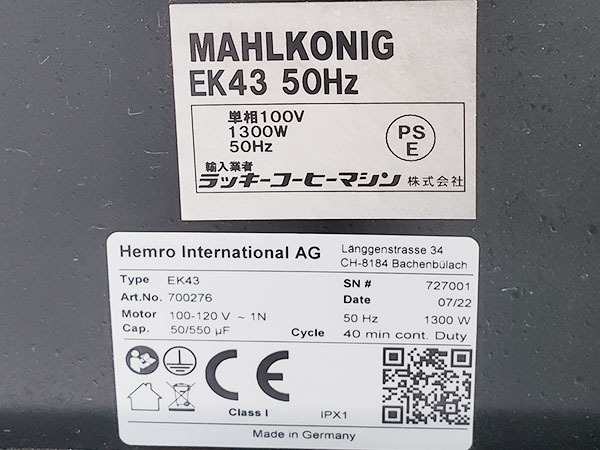 MAHLKONIG
EK43 50Hz
単相100V
1300W
50Hz
PS
E
輸入業者
ラッキーコーヒーマシン 株式会社
Hemro International AG
Länggenstrasse 34
CH-8184 Bachenbülach
Type EK43
SN # 727001
Art.No. 700276
Date 07/22
Motor 100-120 V ~ 1N
50 Hz 1300 W
Cap. 50/550 µF
Cycle 40 min cont. Duty
CE
Class I
IPX1
Made in Germany